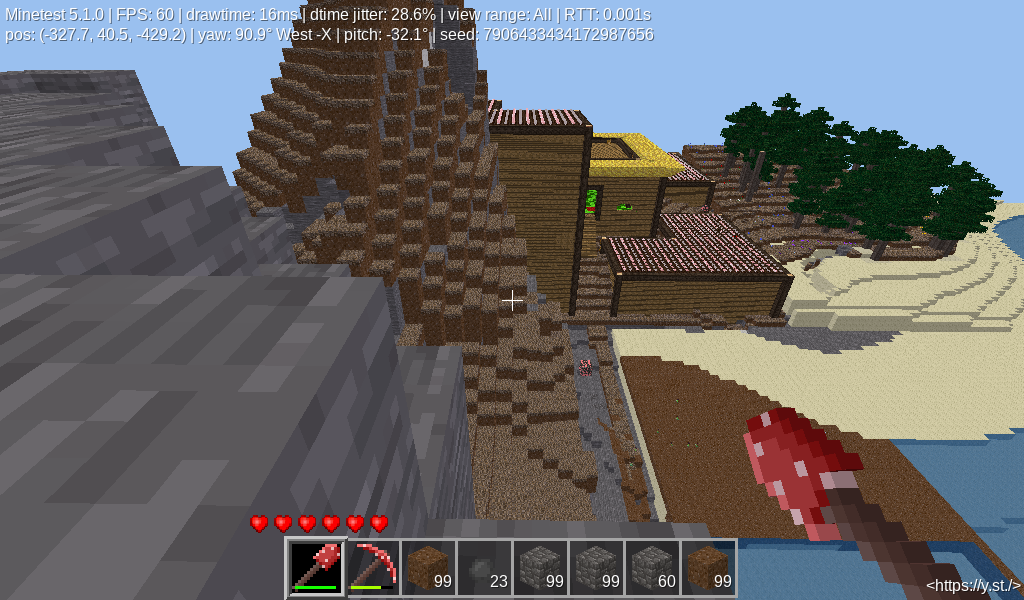 Minetest 5.1.0 | FPS: 60 | drawtime: 16ms | dtime jitter: 28.6% | view range: All | RTT: 0.001s
pos: (-327.7, 40.5, -429.2) | yaw: 90.9° West -X | pitch: -32.1° | seed: 7906433434172987656
99 23 99 99 60 99
<https://y.st./>